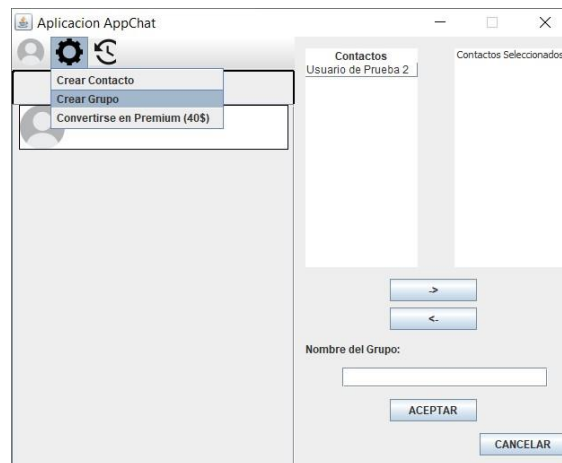 Aplicacion AppChat
Crear Contacto
Crear Grupo
Convertirse en Premium (40$)
Contactos
Usuario de Prueba 2
Contactos Seleccionados
->
<-
Nombre del Grupo:
ACEPTAR
CANCELAR